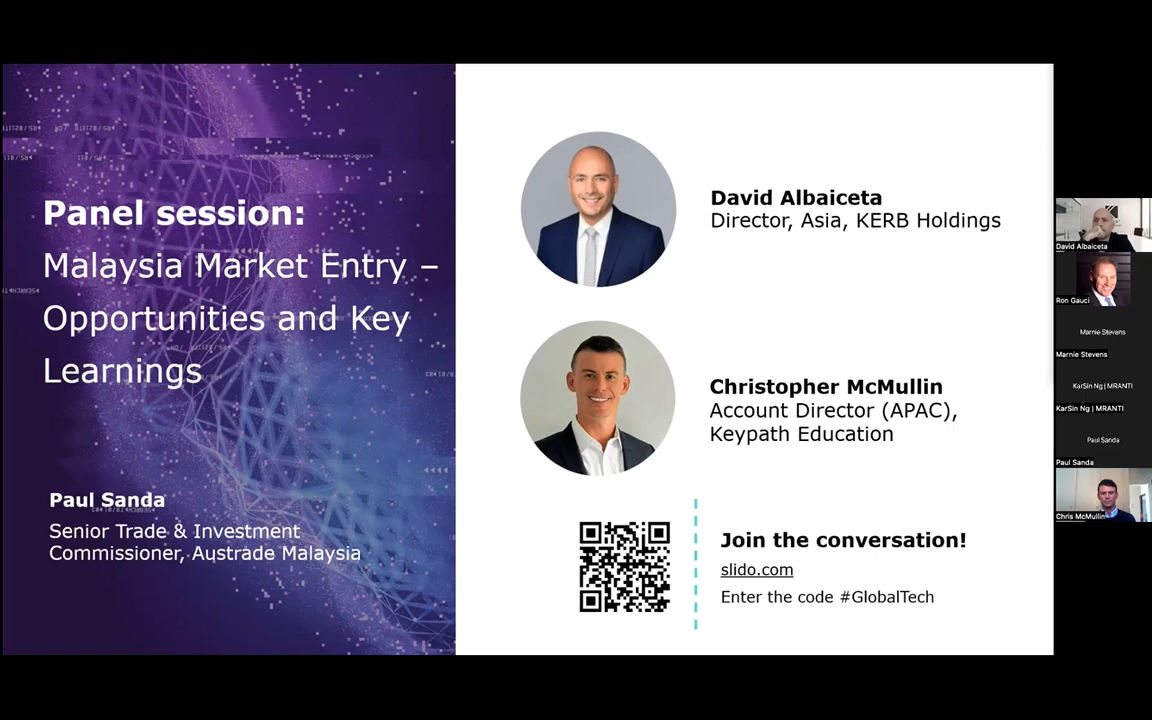 Panel session:
Malaysia Market Entry –
Opportunities and Key
Learnings
Paul Sanda
Senior Trade & Investment
Commissioner, Austrade Malaysia
David Albaiceta
Director, Asia, KERB Holdings
Christopher McMullin
Account Director (APAC),
Keypath Education
Join the conversation!
slido.com
Enter the code #GlobalTech
David Albaiceta
Ron Gauci
Marnie Stevens
Marnie Stevens
KarSin Ng | MRANTI
KarSin Ng | MRANTI
Paul Sanda
Paul Sanda
Chris McMullin